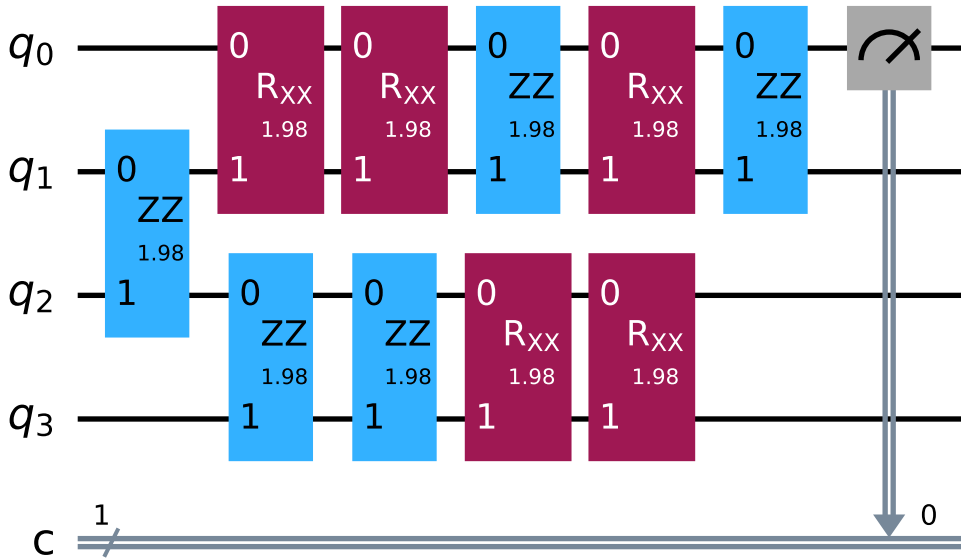 q0
0 0 0 0 0
RXX RXX ZZ RXX ZZ
1.98 1.98 1.98 1.98 1.98
q1
0 1 1 1 1 1
ZZ
1.98
q2
1 0 0 0 0
ZZ ZZ RXX RXX
1.98 1.98 1.98 1.98
q3
1 1 1 1
1 0
c